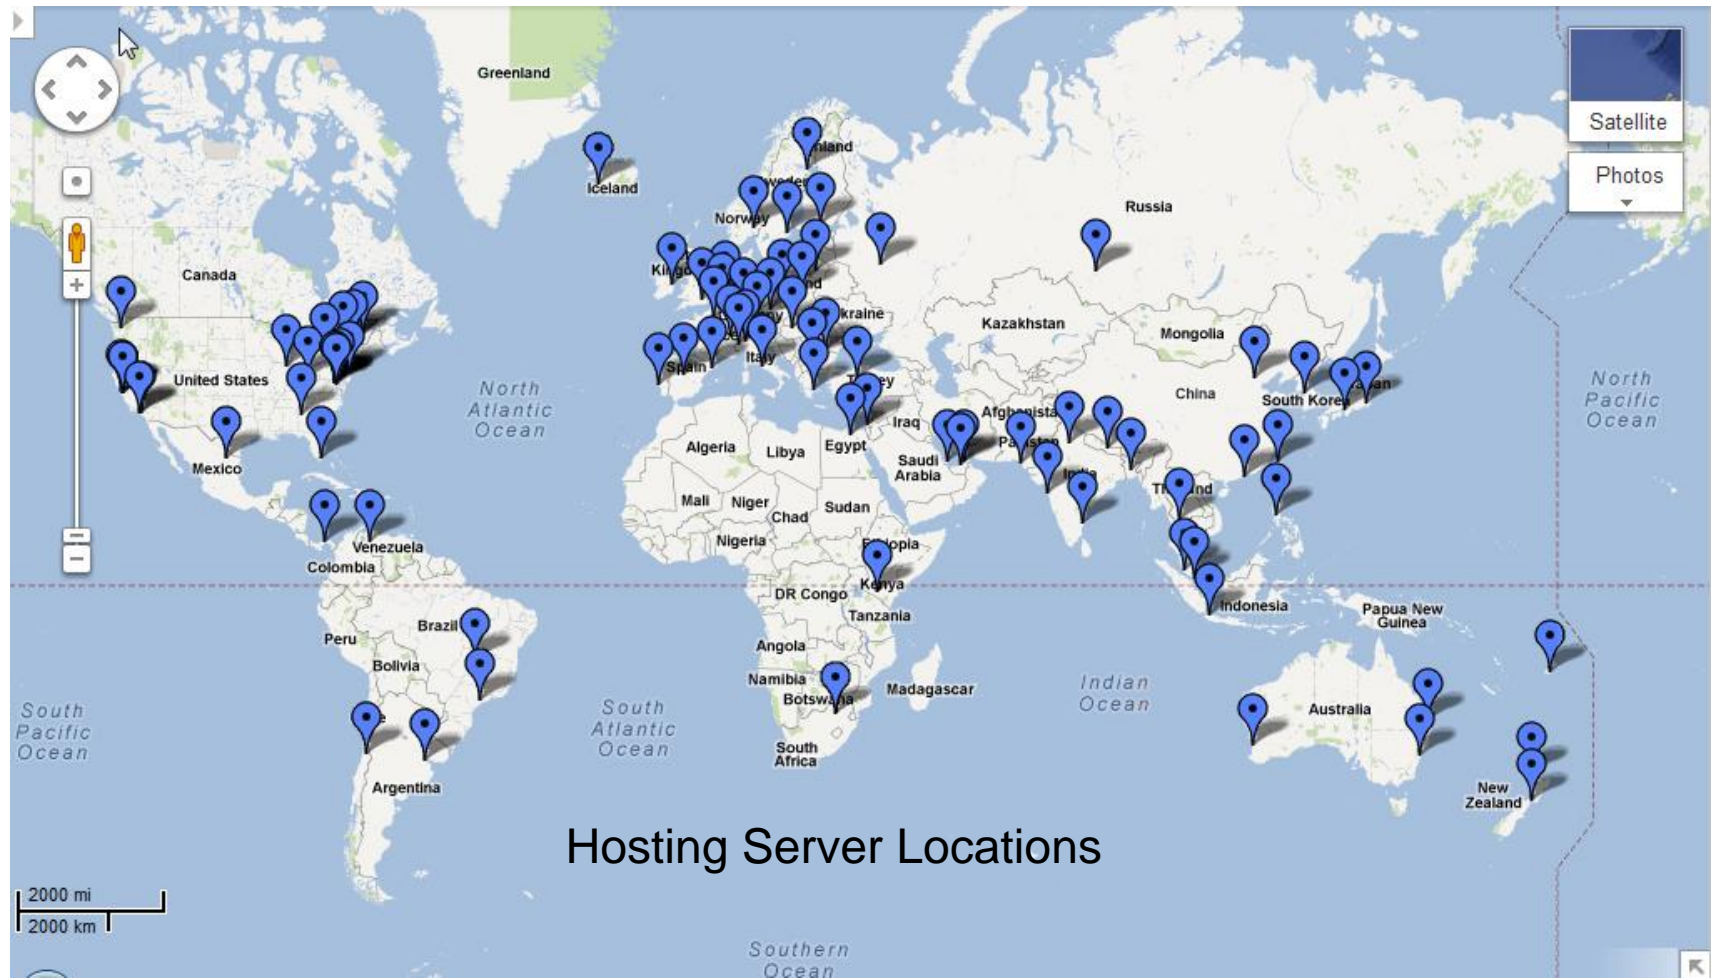 Greenland
Satellite
Photos
Iceland
Norway
Russia
Canada
Kazakhstan
Mongolia
United States
Italy
Spain
China
South Korea
North
Atlantic
Ocean
North
Pacific
Ocean
Iraq
Algeria
Libya
Egypt
Saudi
Arabia
Mexico
Mali
Niger
Chad
Sudan
Nigeria
Venezuela
Colombia
Kenya
DR Congo
Tanzania
Indonesia
Papua New
Guinea
Brazil
Peru
Angola
Bolivia
Namibia
Botswana
Madagascar
Indian
Ocean
Australia
South
Pacific
Ocean
South
Atlantic
Ocean
South
Africa
Argentina
New
Zealand
Hosting Server Locations
2000 mi
2000 km
Southern
Ocean